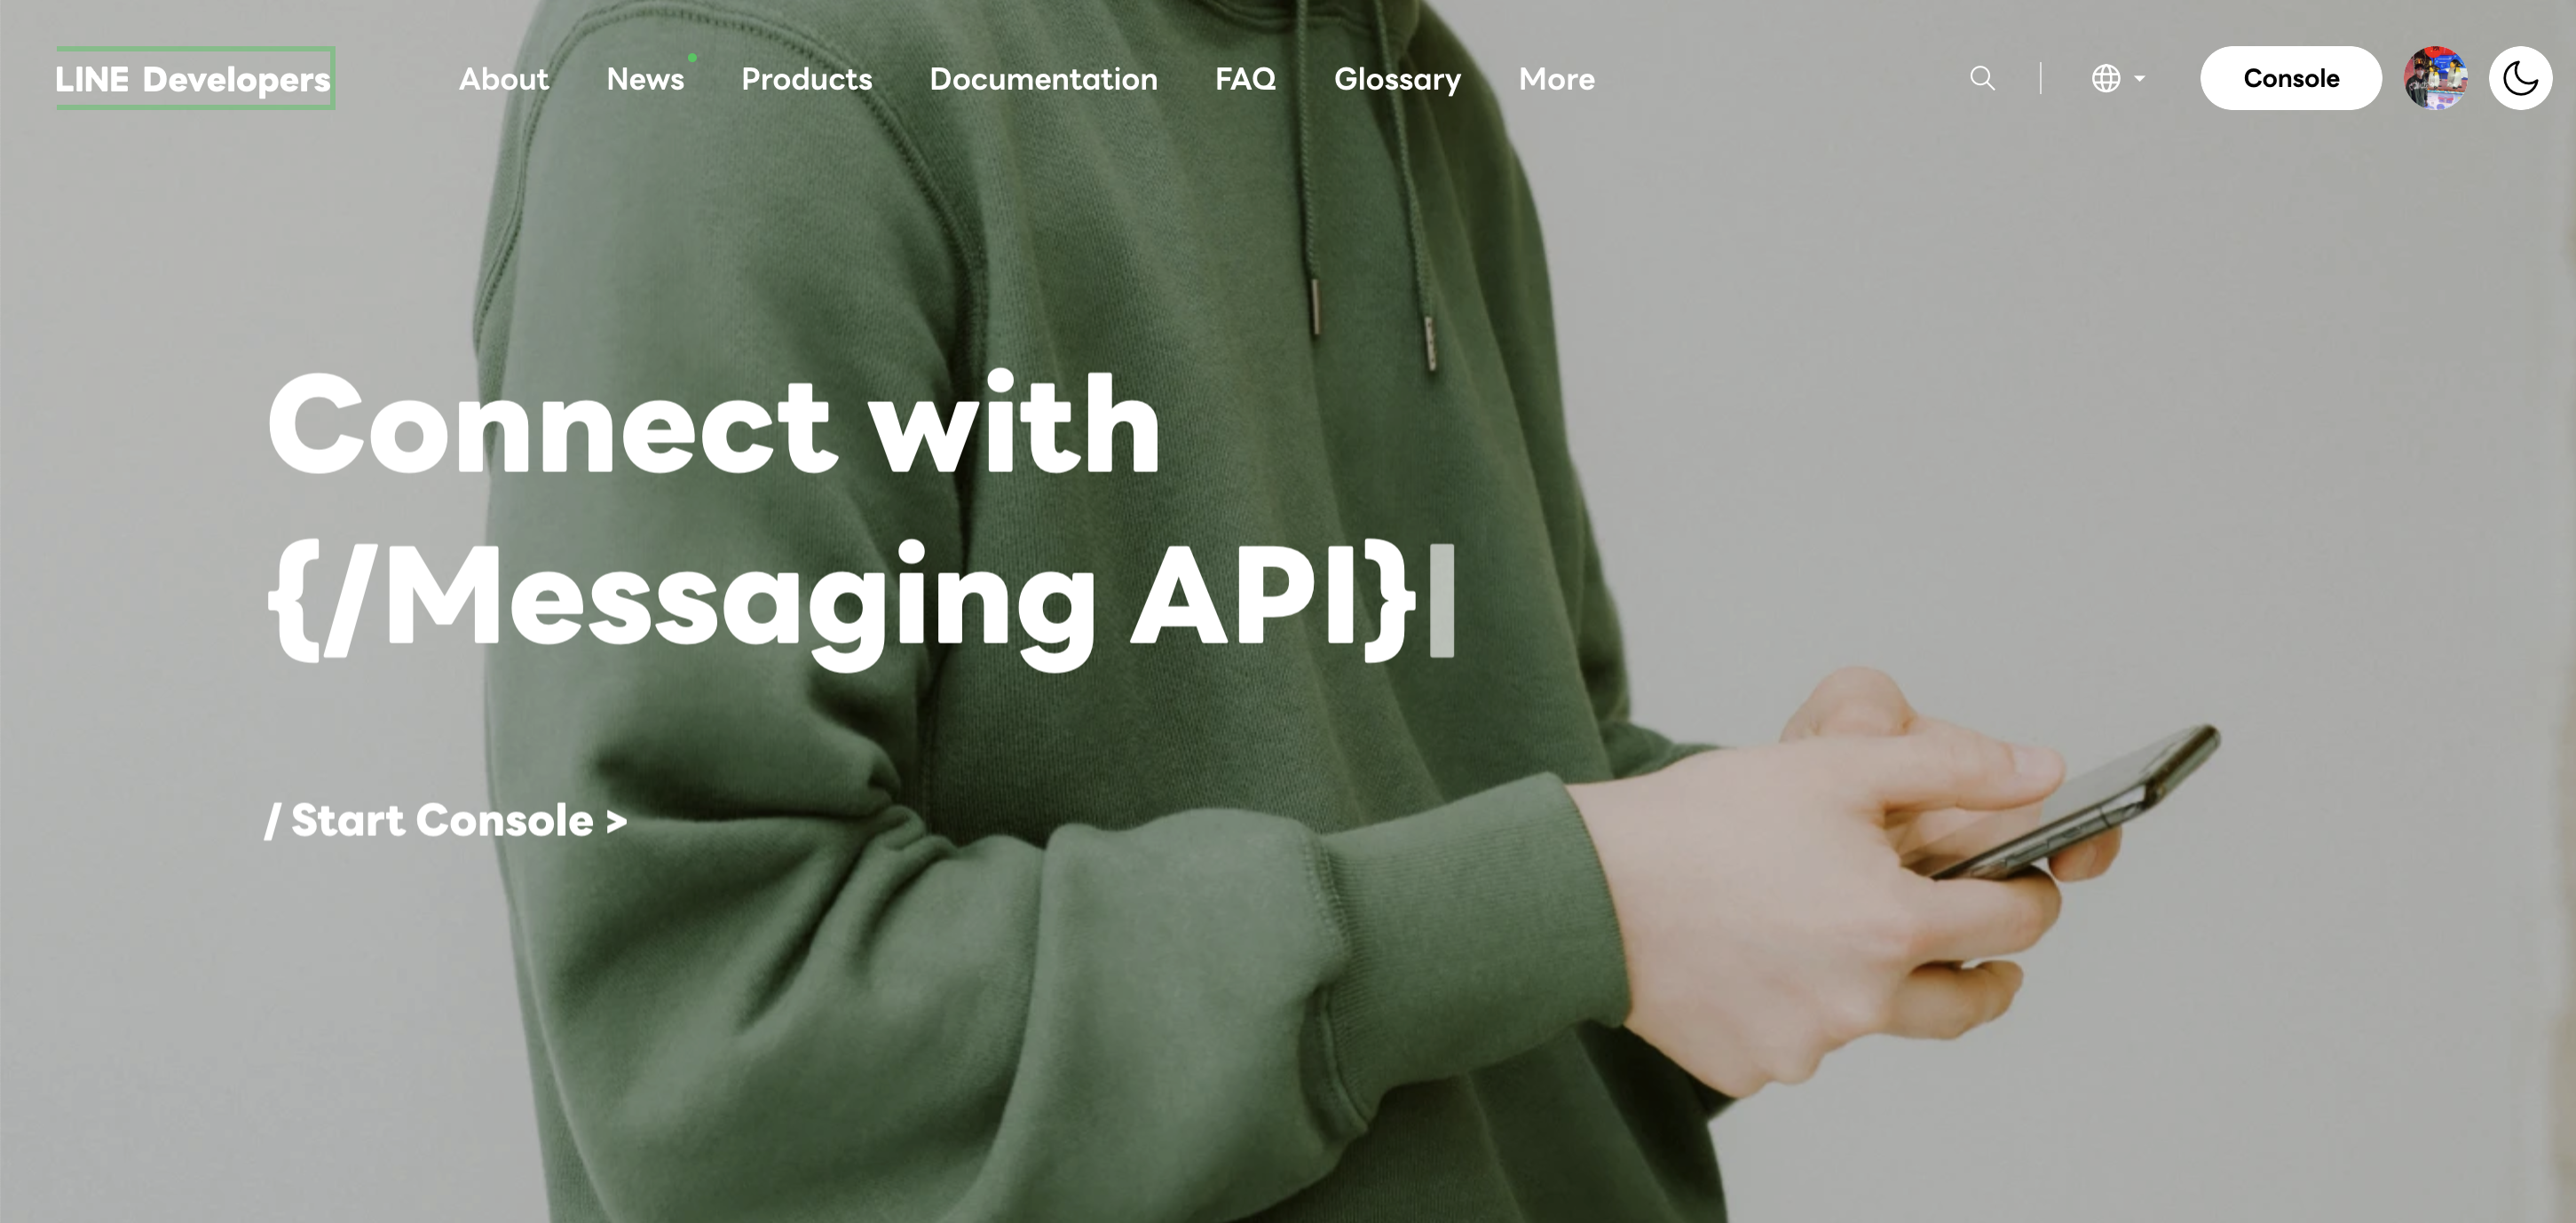 LINE Developers
About News Products Documentation FAQ Glossary More
Console
Connect with
{/Messaging API}|
/ Start Console >